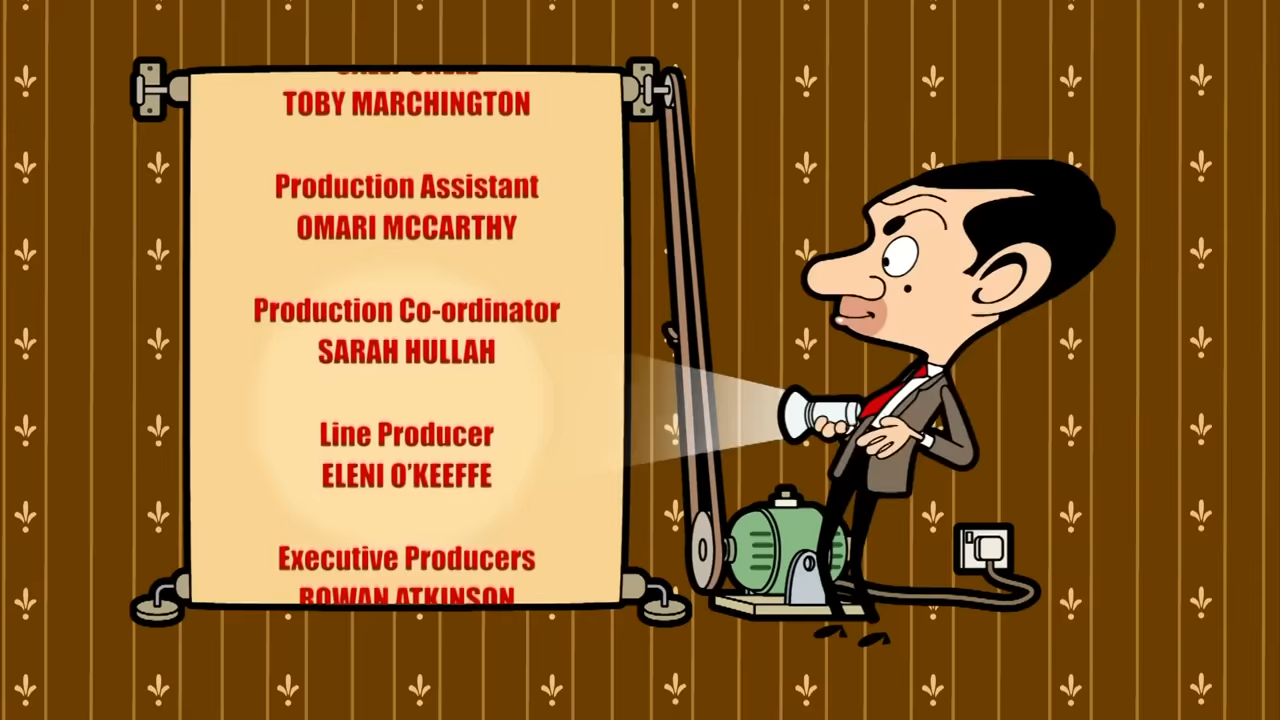 TOBY MARCHINGTON
Production Assistant
OMARI MCCARTHY
Production Co-ordinator
SARAH HULLAH
Line Producer
ELENI O'KEEFFE
Executive Producers
ROWAN ATKINSON